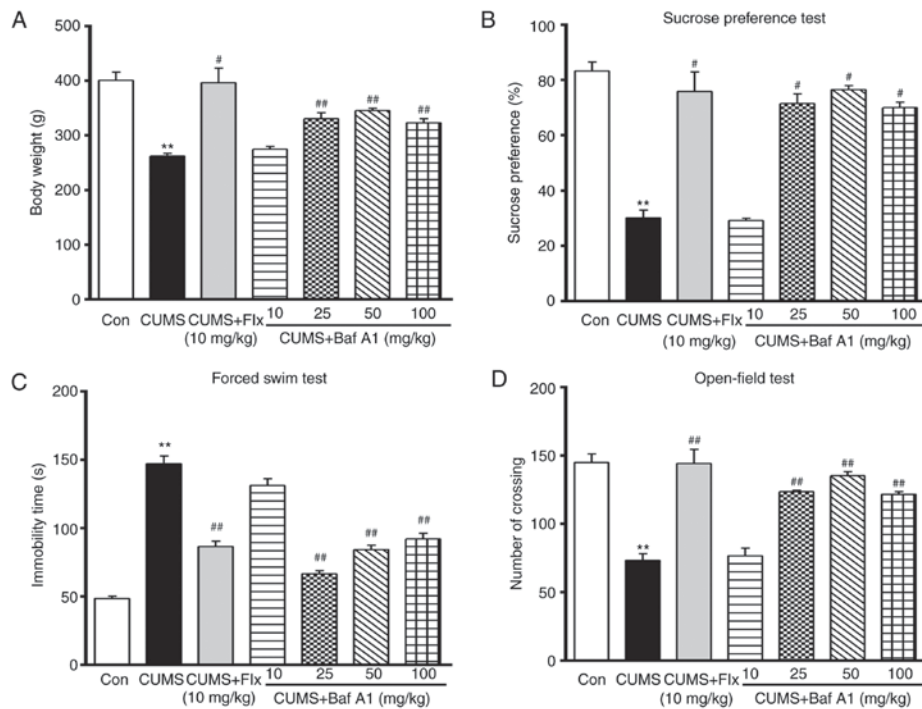 A
Body weight (g)
500
400
300
200
100
0
**
#
##
##
##
Con
CUMS
CUMS+Flx
(10 mg/kg)
10
25
50
100
CUMS+Baf A1 (mg/kg)
B
Sucrose preference test
Sucrose preference (%)
100
80
60
40
20
0
**
#
#
#
#
Con
CUMS
CUMS+Flx
(10 mg/kg)
10
25
50
100
CUMS+Baf A1 (mg/kg)
C
Forced swim test
Immobility time (s)
200
150
100
50
0
**
##
##
##
##
Con
CUMS
CUMS+Flx
(10 mg/kg)
10
25
50
100
CUMS+Baf A1 (mg/kg)
D
Open-field test
Number of crossing
200
150
100
50
0
**
##
##
##
##
Con
CUMS
CUMS+Flx
(10 mg/kg)
10
25
50
100
CUMS+Baf A1 (mg/kg)